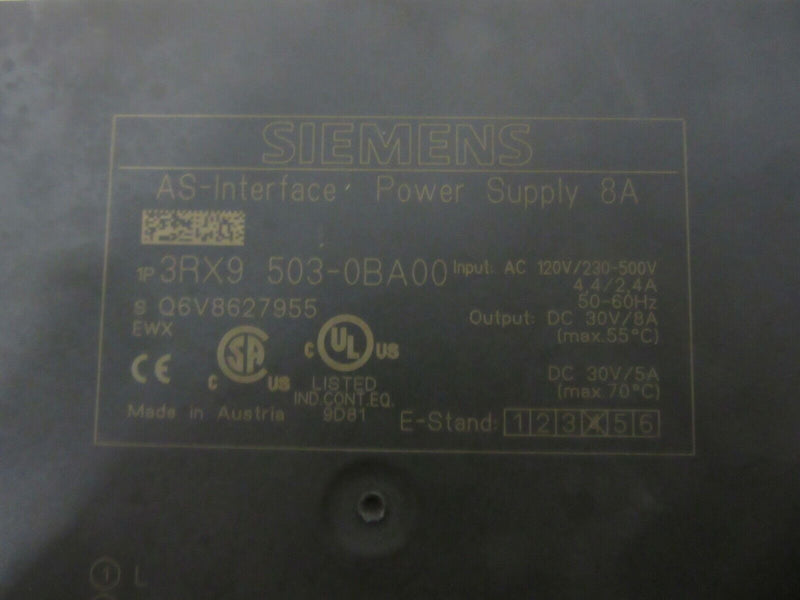 SIEMENS
AS-Interface Power Supply 8A
1P 3RX9 503-0BA00
Input: AC 120V/230-500V
4,4/2,4A
50-60Hz
S Q6V8627955
Output: DC 30V/8A
(max.55°C)
EWX
CE
c SA US
c UL US
LISTED
IND.CONT.EQ.
9D81
DC 30V/5A
(max.70°C)
Made in Austria
E-Stand: 1 2 3 X 5 6
1 L